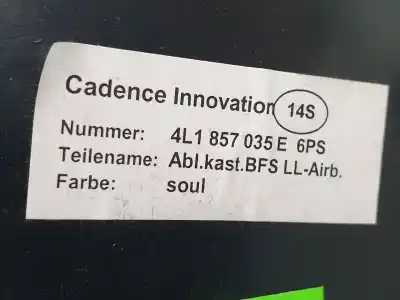 Cadence Innovation 14S
Nummer: 4L1 857 035 E 6PS
Teilename: Abl.kast.BFS LL-Airb.
Farbe: soul